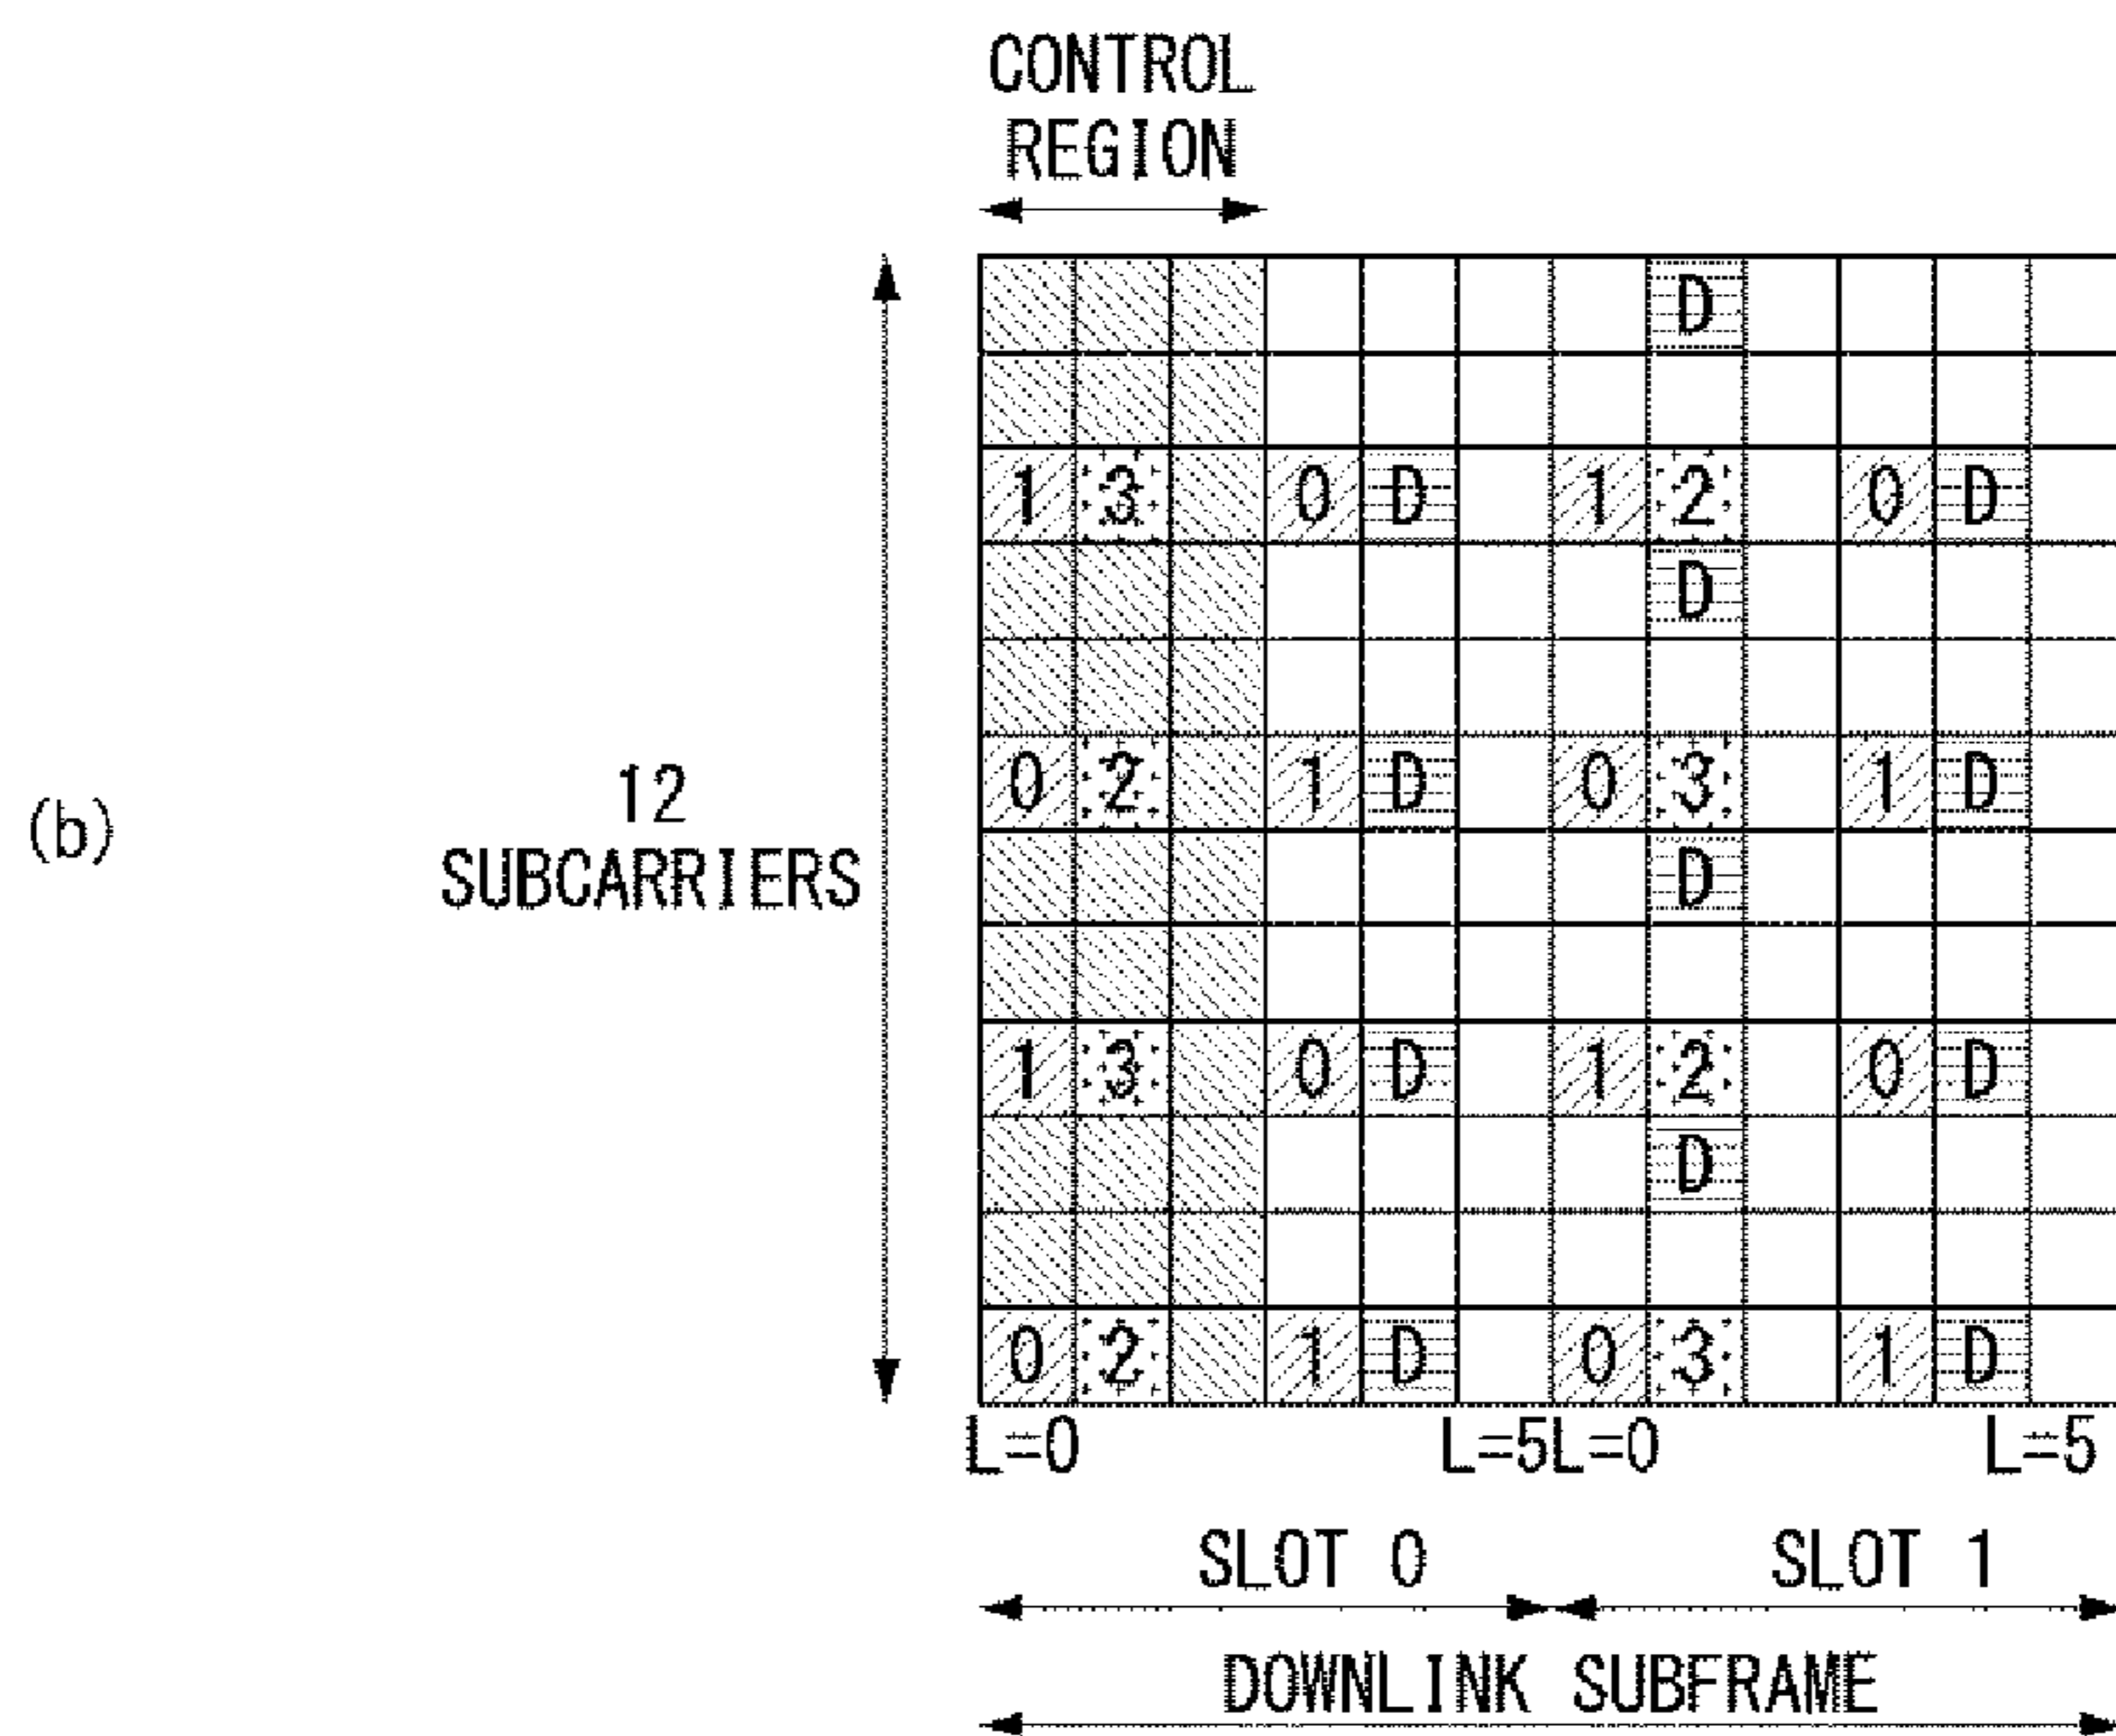 CONTROL
REGION
D
1 3 0 D 1 2 0 D
D
0 2 1 D 0 3 1 D
(b)
12
SUBCARRIERS
D
1 3 0 D 1 2 0 D
D
0 2 1 D 0 3 1 D
L=0 L=5 L=0 L=5
SLOT 0 SLOT 1
DOWNLINK SUBFRAME